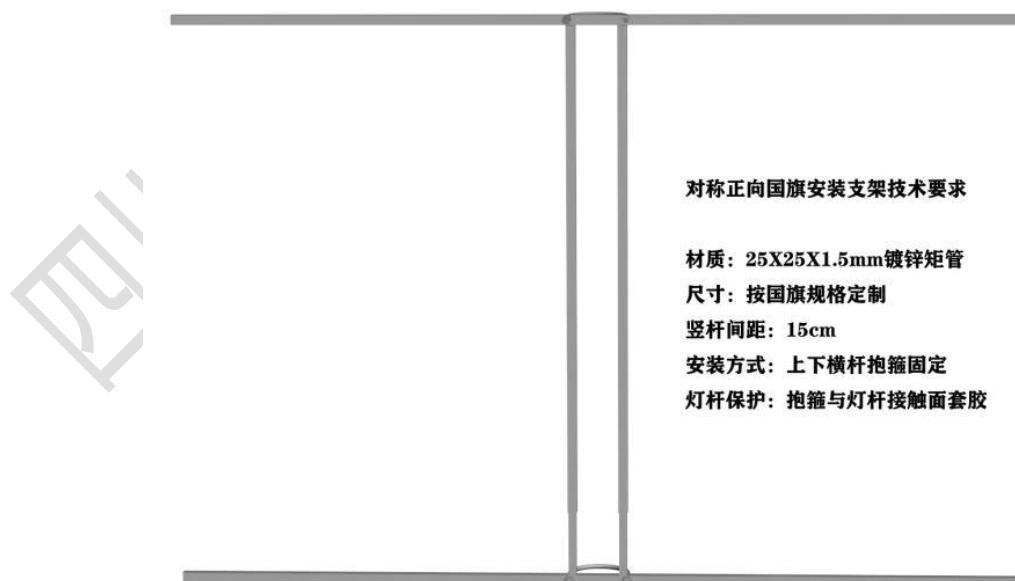 四川
对称正向国旗安装支架技术要求
材质：25X25X1.5mm镀锌矩管
尺寸：按国旗规格定制
竖杆间距：15cm
安装方式：上下横杆抱箍固定
灯杆保护：抱箍与灯杆接触面套胶